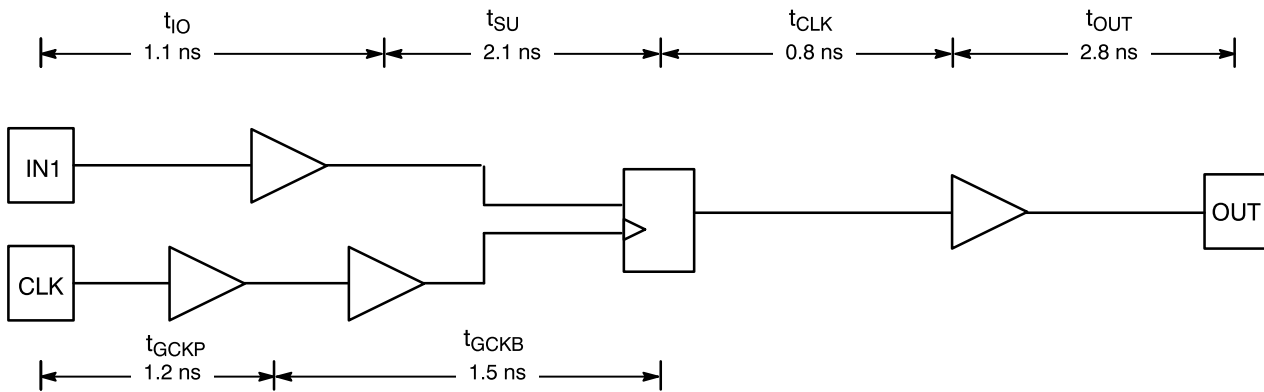 tIO
tSU
tCLK
tOUT
1.1 ns
2.1 ns
0.8 ns
2.8 ns
IN1
CLK
OUT
tGCKP
tGCKB
1.2 ns
1.5 ns